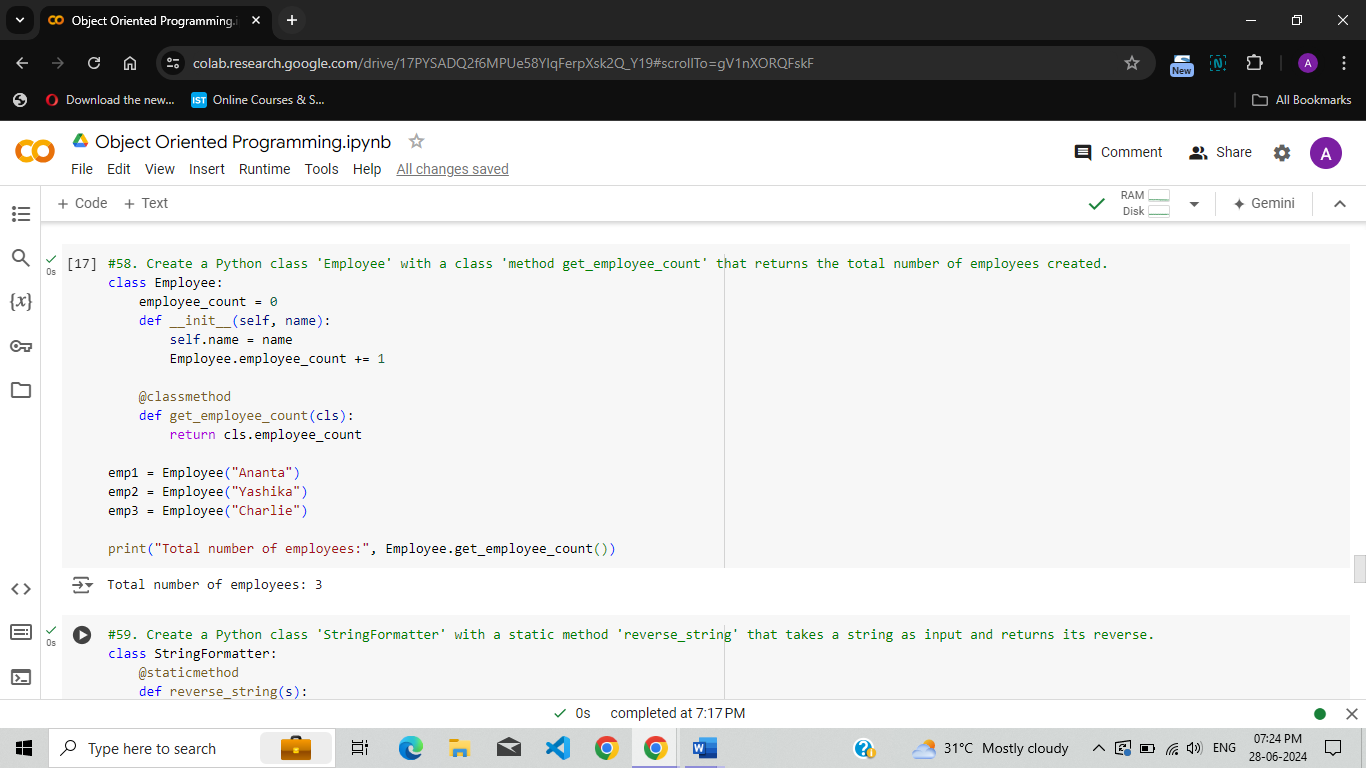 Object Oriented Programming.i
colab.research.google.com/drive/17PYSADQ2f6MPUe58YlqFerpXsk2Q_Y19#scrollTo=gV1nXORQFskF
New
N
A
Download the new...
IST Online Courses & S...
All Bookmarks
Object Oriented Programming.ipynb
File Edit View Insert Runtime Tools Help All changes saved
Comment
Share
A
+ Code + Text
RAM
Disk
Gemini
{x}
0s
[17] #58. Create a Python class 'Employee' with a class 'method get_employee_count' that returns the total number of employees created.
class Employee:
    employee_count = 0
    def __init__(self, name):
        self.name = name
        Employee.employee_count += 1

    @classmethod
    def get_employee_count(cls):
        return cls.employee_count

emp1 = Employee("Ananta")
emp2 = Employee("Yashika")
emp3 = Employee("Charlie")

print("Total number of employees:", Employee.get_employee_count())
Total number of employees: 3
0s
#59. Create a Python class 'StringFormatter' with a static method 'reverse_string' that takes a string as input and returns its reverse.
class StringFormatter:
    @staticmethod
    def reverse_string(s):
0s completed at 7:17 PM
Type here to search
31°C Mostly cloudy
ENG
07:24 PM
28-06-2024